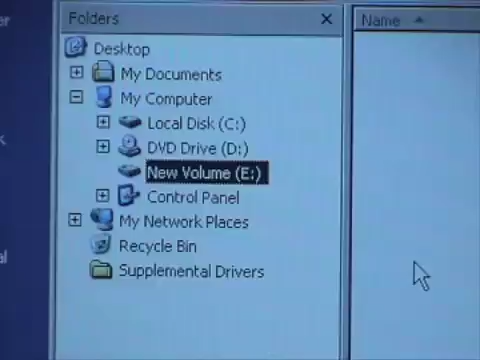 Folders
Name
Desktop
My Documents
My Computer
Local Disk (C:)
DVD Drive (D:)
New Volume (E:)
Control Panel
My Network Places
Recycle Bin
Supplemental Drivers